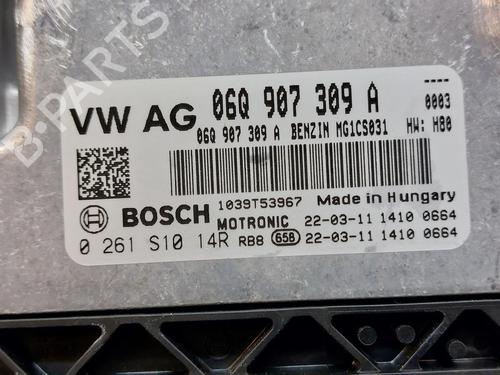 VW AG 06Q 907 309 A ----
0003
06Q 907 309 A BENZIN MG1CS031 HW: H80
1039T53967 Made in Hungary
BOSCH MOTRONIC 22-03-11 1410 0664
0 261 S10 14R RB8 658 22-03-11 1410 0664
B-PARTS